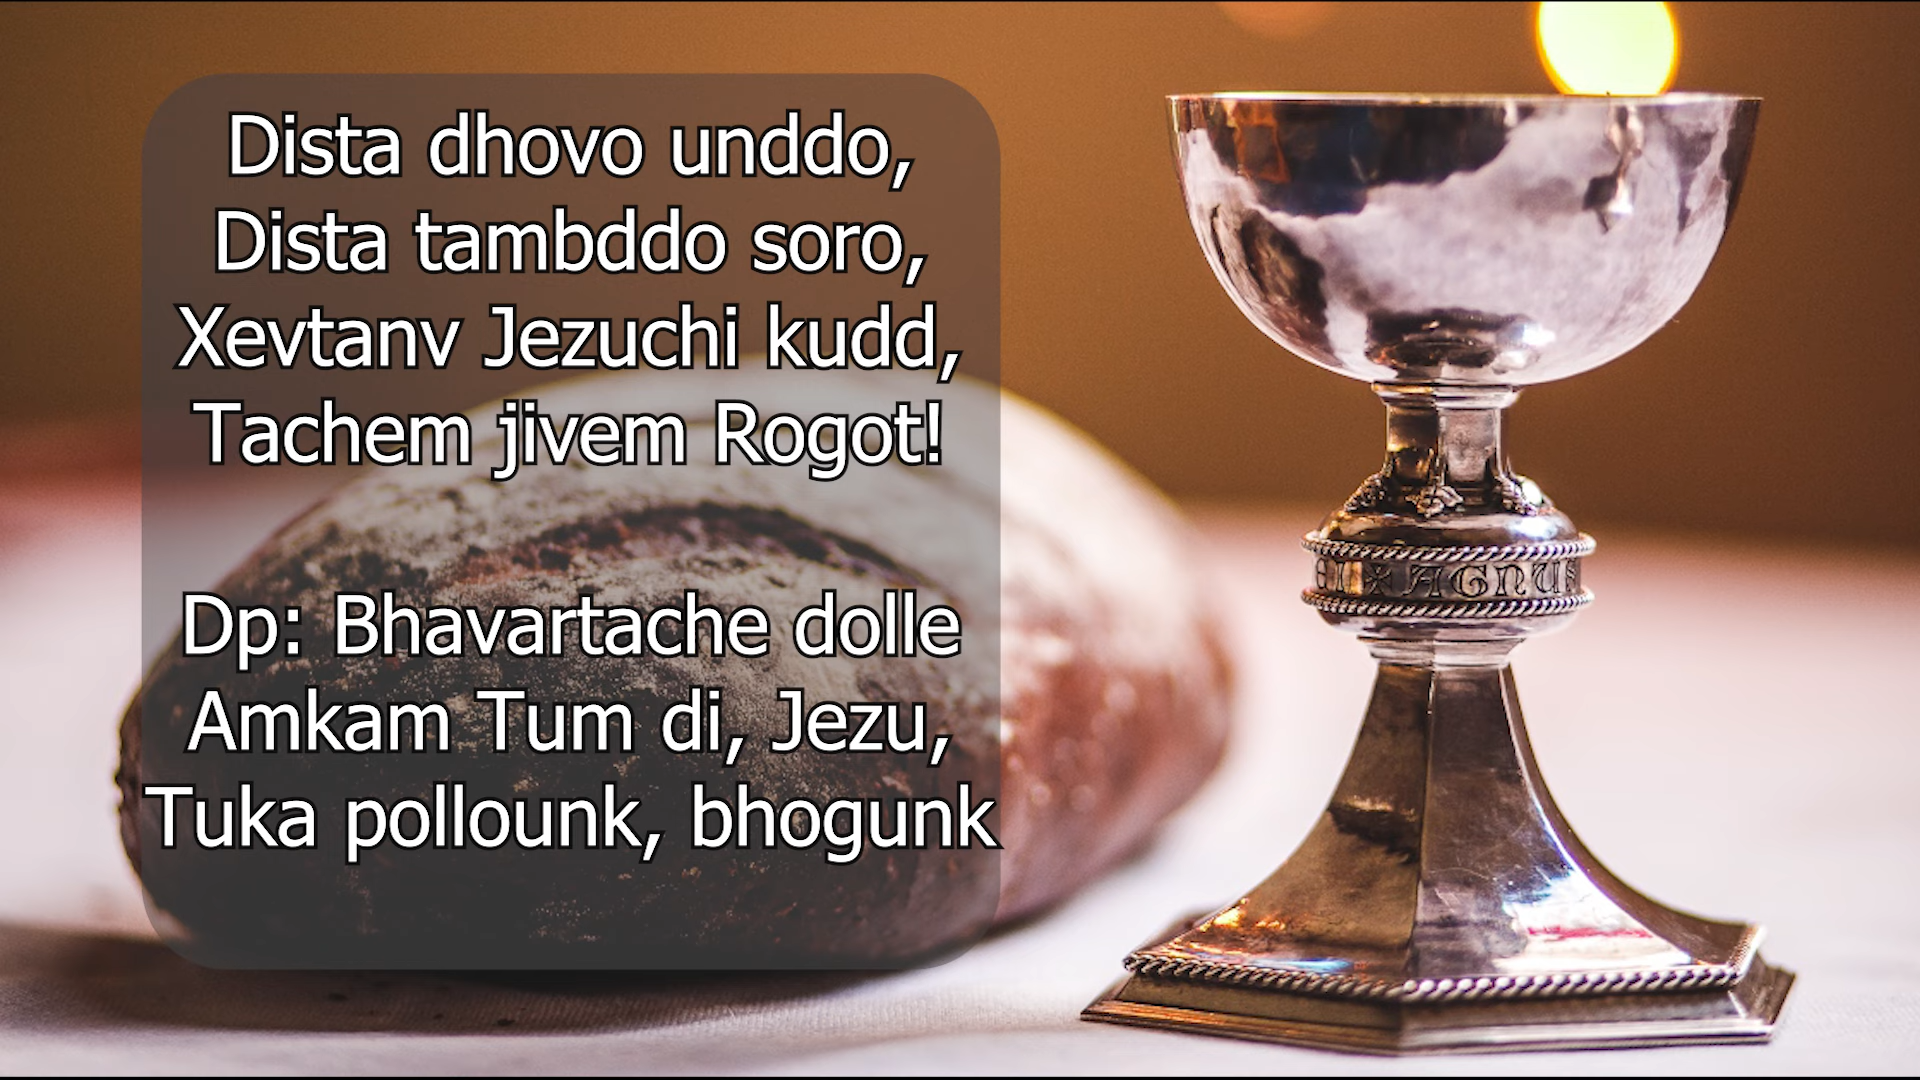 Dista dhovo unddo,
Dista tambddo soro,
Xevtanv Jezuchi kudd,
Tachem jivem Rogot!
Dp: Bhavartache dolle
Amkam Tum di, Jezu,
Tuka pollounk, bhogunk
EI ✠ AGNUS